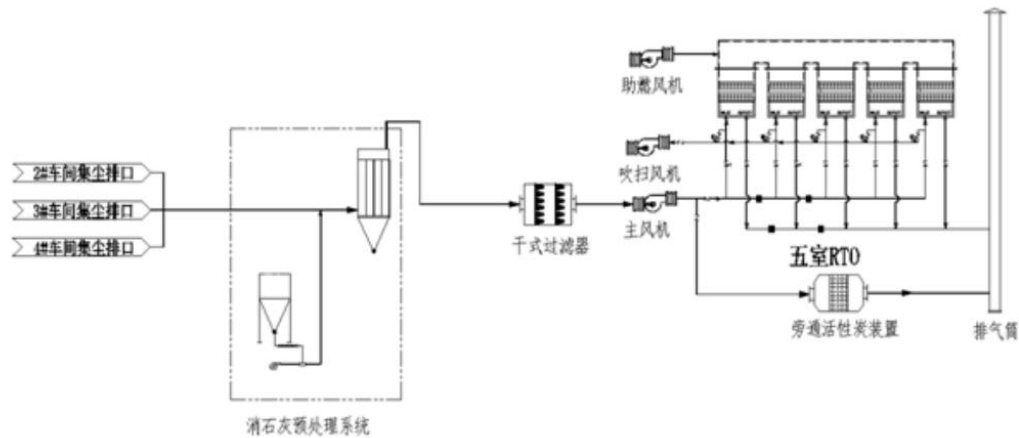 助燃风机
2#车间集尘排口
吹扫风机
3#车间集尘排口
主风机
4#车间集尘排口
干式过滤器
五室RTO
旁通活性炭装置
排气筒
消石灰预处理系统